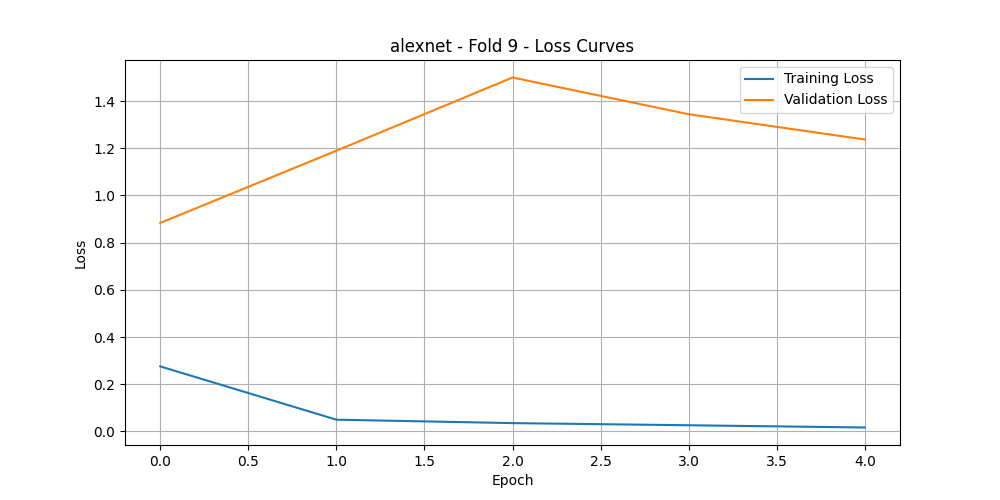 alexnet - Fold 9 - Loss Curves
Training Loss
Validation Loss
Loss
1.4
1.2
1.0
0.8
0.6
0.4
0.2
0.0
0.0 0.5 1.0 1.5 2.0 2.5 3.0 3.5 4.0
Epoch